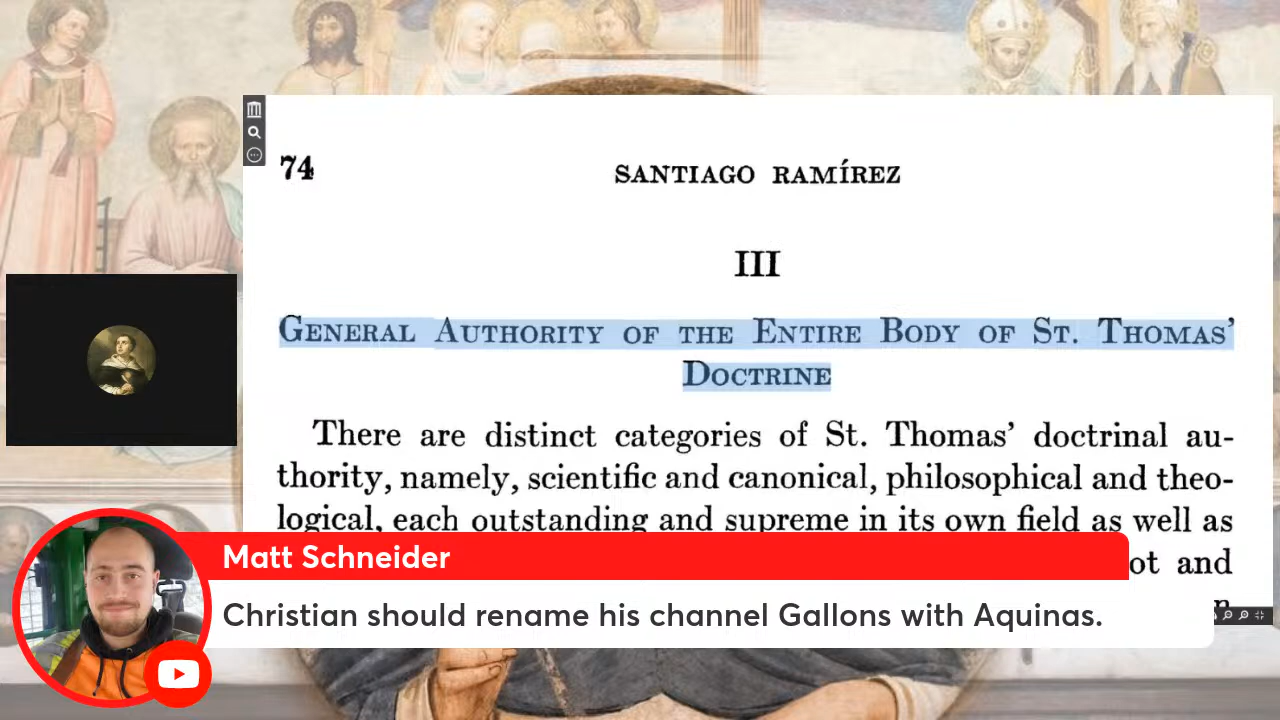 74
SANTIAGO RAMÍREZ
III
GENERAL AUTHORITY OF THE ENTIRE BODY OF ST. THOMAS'
DOCTRINE
There are distinct categories of St. Thomas' doctrinal au-
thority, namely, scientific and canonical, philosophical and theo-
logical, each outstanding and supreme in its own field as well as
and
Matt Schneider
Christian should rename his channel Gallons with Aquinas.